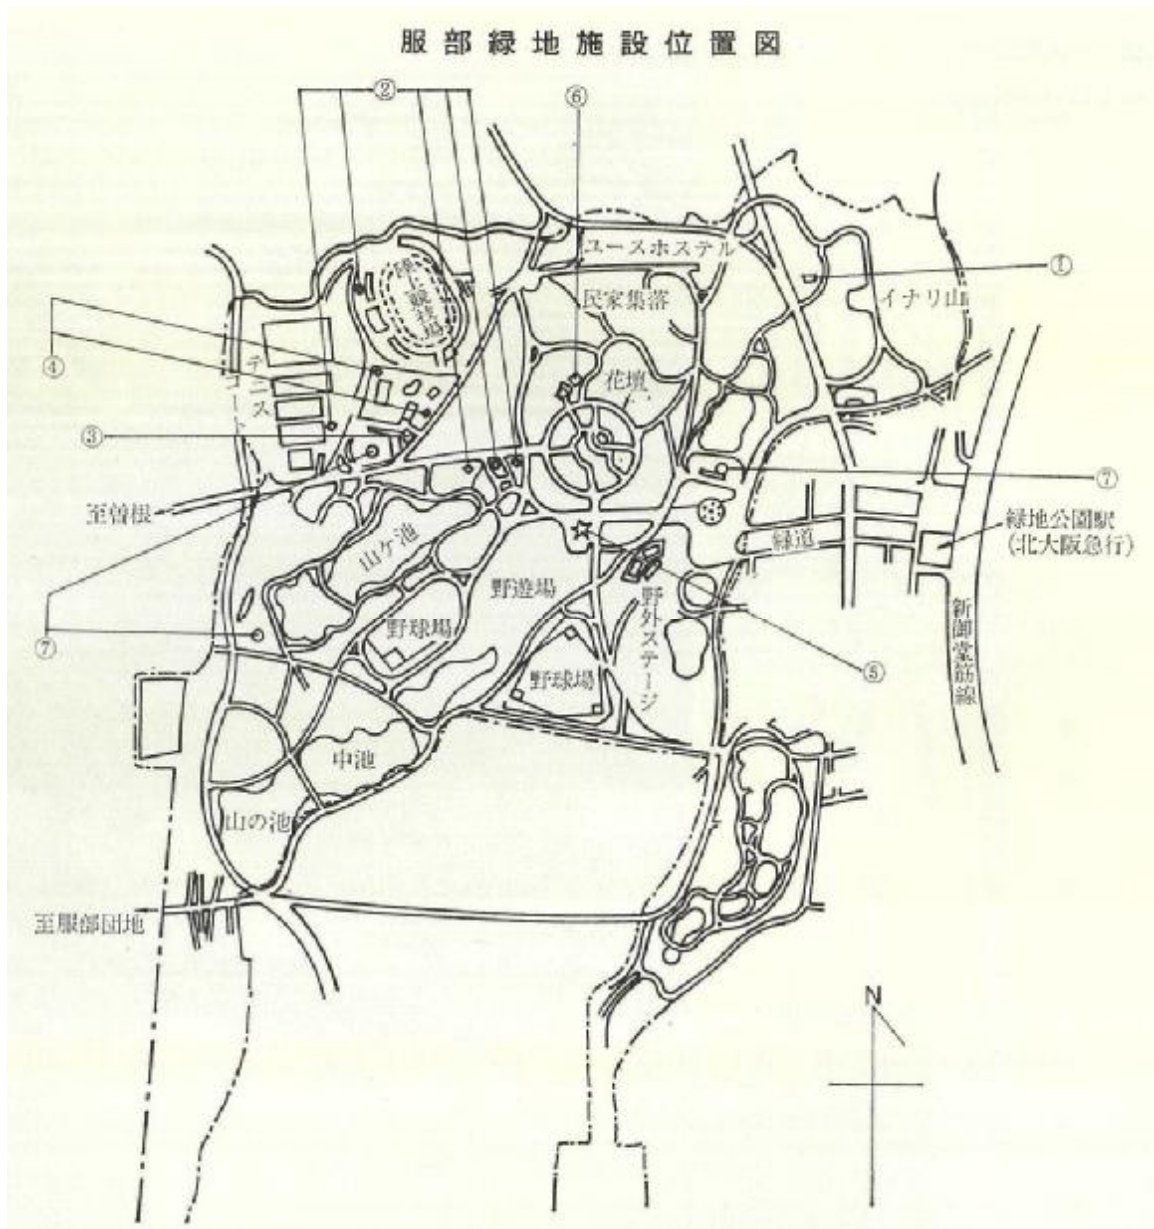 服部緑地施設位置図
②
⑥
ユースホステル
①
陸上競技場
民家集落
イナリ山
④
テニスコート
花壇
③
⑦
至曽根
山ケ池
緑道
緑地公園駅
(北大阪急行)
野遊場
野外ステージ
新御堂筋線
野球場
⑦
野球場
⑤
中池
山の池
至服部団地
N